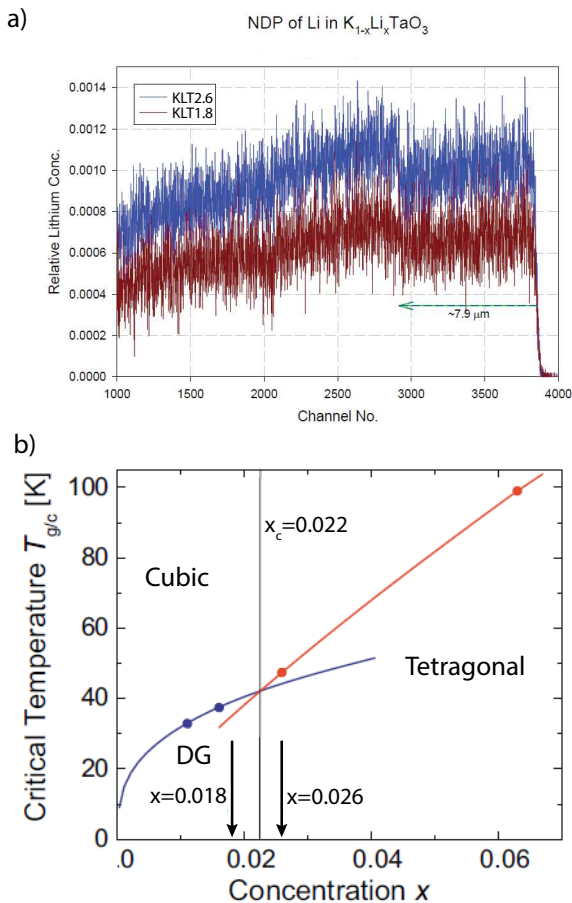 a)
NDP of Li in K1-xLixTaO3
0.0014
0.0012
0.0010
0.0008
0.0006
0.0004
0.0002
0.0000
Relative Lithium Conc.
KLT2.6
KLT1.8
~7.9 μm
1000 1500 2000 2500 3000 3500 4000
Channel No.
b)
100
80
60
40
20
0
Critical Temperature Tg/c [K]
xc=0.022
Cubic
Tetragonal
DG
x=0.018
x=0.026
.0 0.02 0.04 0.06
Concentration x